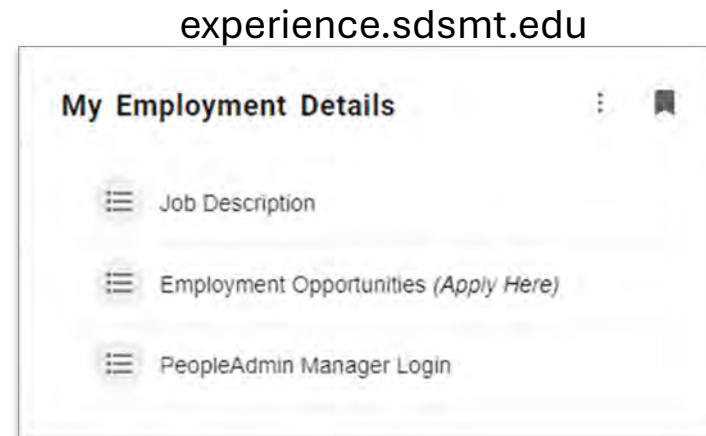 experience.sdsmt.edu
My Employment Details
Job Description
Employment Opportunities (Apply Here)
PeopleAdmin Manager Login